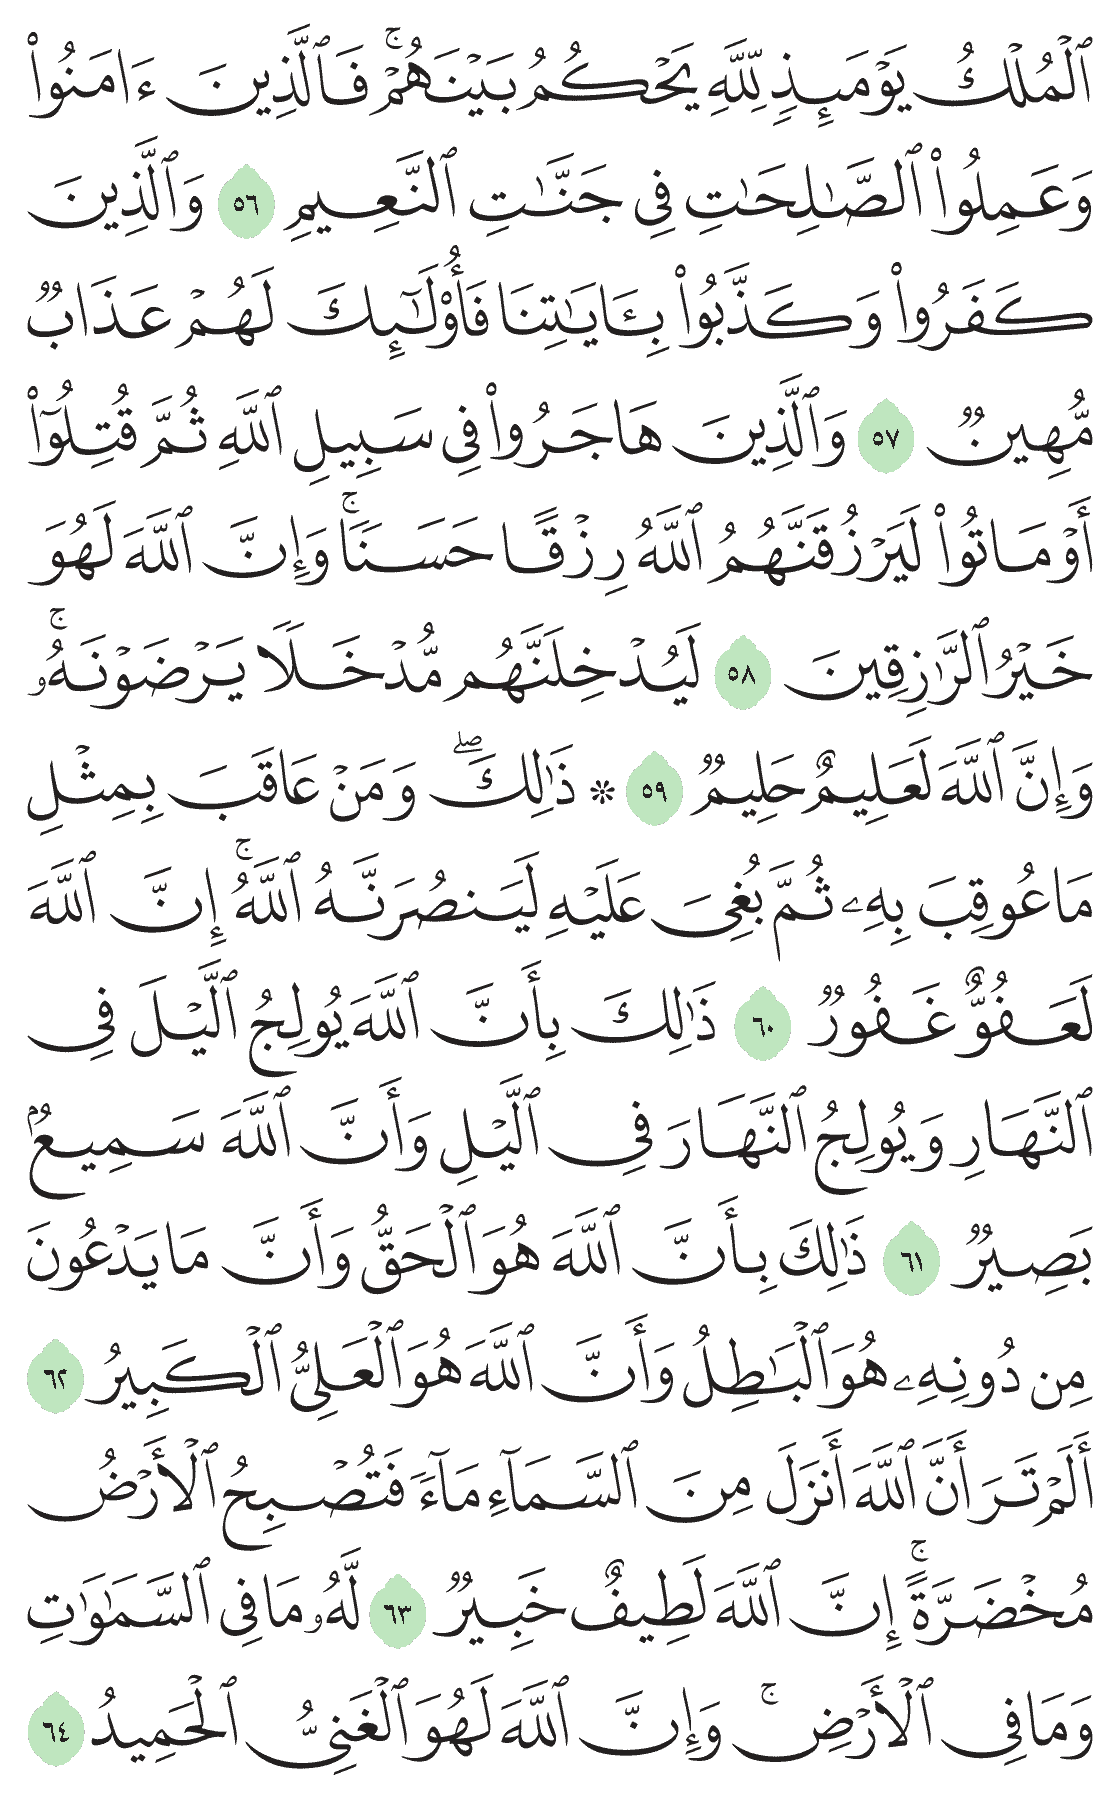 ٱلْمُلْكُ يَوْمَئِذٍ لِّلَّهِ يَحْكُمُ بَيْنَهُمْ ۚ فَٱلَّذِينَ ءَامَنُوا۟
وَعَمِلُوا۟ ٱلصَّـٰلِحَـٰتِ فِى جَنَّـٰتِ ٱلنَّعِيمِ ٥٦ وَٱلَّذِينَ
كَفَرُوا۟ وَكَذَّبُوا۟ بِـَٔايَـٰتِنَا فَأُو۟لَـٰٓئِكَ لَهُمْ عَذَابٌ
مُّهِينٌ ٥٧ وَٱلَّذِينَ هَاجَرُوا۟ فِى سَبِيلِ ٱللَّهِ ثُمَّ قُتِلُوٓا۟
أَوْ مَاتُوا۟ لَيَرْزُقَنَّهُمُ ٱللَّهُ رِزْقًا حَسَنًا ۚ وَإِنَّ ٱللَّهَ لَهُوَ
خَيْرُ ٱلرَّٰزِقِينَ ٥٨ لَيُدْخِلَنَّهُم مُّدْخَلًا يَرْضَوْنَهُۥ ۚ
وَإِنَّ ٱللَّهَ لَعَلِيمٌ حَلِيمٌ ٥٩ ۞ ذَٰلِكَ ۖ وَمَنْ عَاقَبَ بِمِثْلِ
مَا عُوقِبَ بِهِۦ ثُمَّ بُغِىَ عَلَيْهِ لَيَنصُرَنَّهُ ٱللَّهُ ۚ إِنَّ ٱللَّهَ
لَعَفُوٌّ غَفُورٌ ٦٠ ذَٰلِكَ بِأَنَّ ٱللَّهَ يُولِجُ ٱلَّيْلَ فِى
ٱلنَّهَارِ وَيُولِجُ ٱلنَّهَارَ فِى ٱلَّيْلِ وَأَنَّ ٱللَّهَ سَمِيعٌۢ
بَصِيرٌ ٦١ ذَٰلِكَ بِأَنَّ ٱللَّهَ هُوَ ٱلْحَقُّ وَأَنَّ مَا يَدْعُونَ
مِن دُونِهِۦ هُوَ ٱلْبَـٰطِلُ وَأَنَّ ٱللَّهَ هُوَ ٱلْعَلِىُّ ٱلْكَبِيرُ ٦٢
أَلَمْ تَرَ أَنَّ ٱللَّهَ أَنزَلَ مِنَ ٱلسَّمَآءِ مَآءً فَتُصْبِحُ ٱلْأَرْضُ
مُخْضَرَّةً ۗ إِنَّ ٱللَّهَ لَطِيفٌ خَبِيرٌ ٦٣ لَّهُۥ مَا فِى ٱلسَّمَـٰوَٰتِ
وَمَا فِى ٱلْأَرْضِ ۚ وَإِنَّ ٱللَّهَ لَهُوَ ٱلْغَنِىُّ ٱلْحَمِيدُ ٦٤